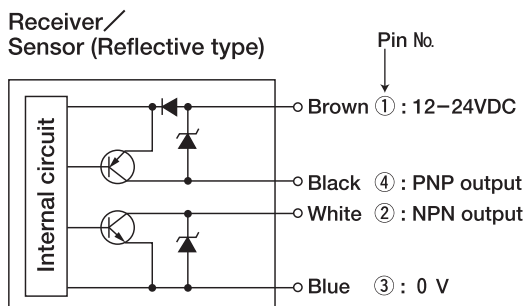 Receiver／
Sensor (Reflective type)
Pin No.
Internal circuit
Brown ① : 12−24VDC
Black ④ : PNP output
White ② : NPN output
Blue ③ : 0 V